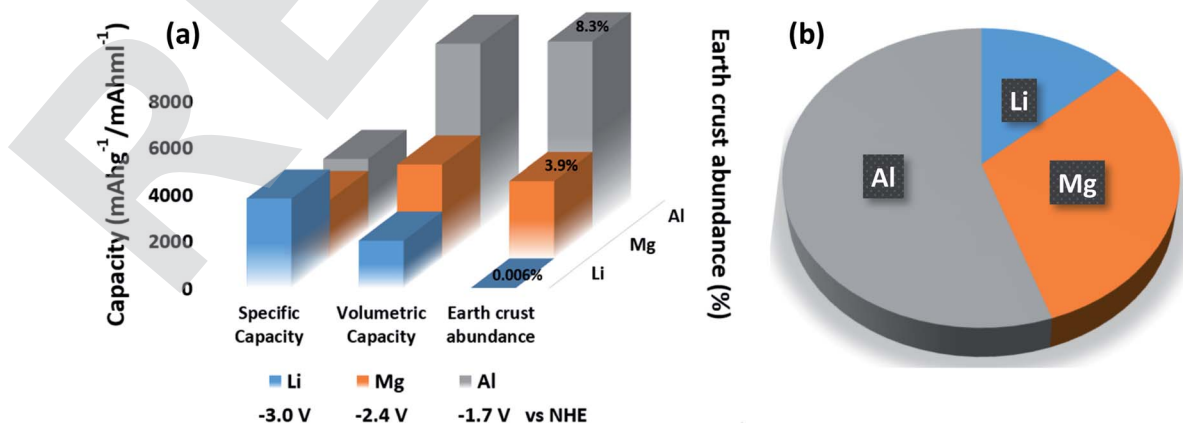 (a)
Capacity (mAhg⁻¹/mAhml⁻¹)
8000
6000
4000
2000
0
8.3%
3.9%
0.006%
Al
Mg
Li
Specific
Capacity
Volumetric
Capacity
Earth crust
abundance
Earth crust abundance (%)
Li Mg Al
-3.0 V -2.4 V -1.7 V vs NHE
(b)
Li
Al
Mg